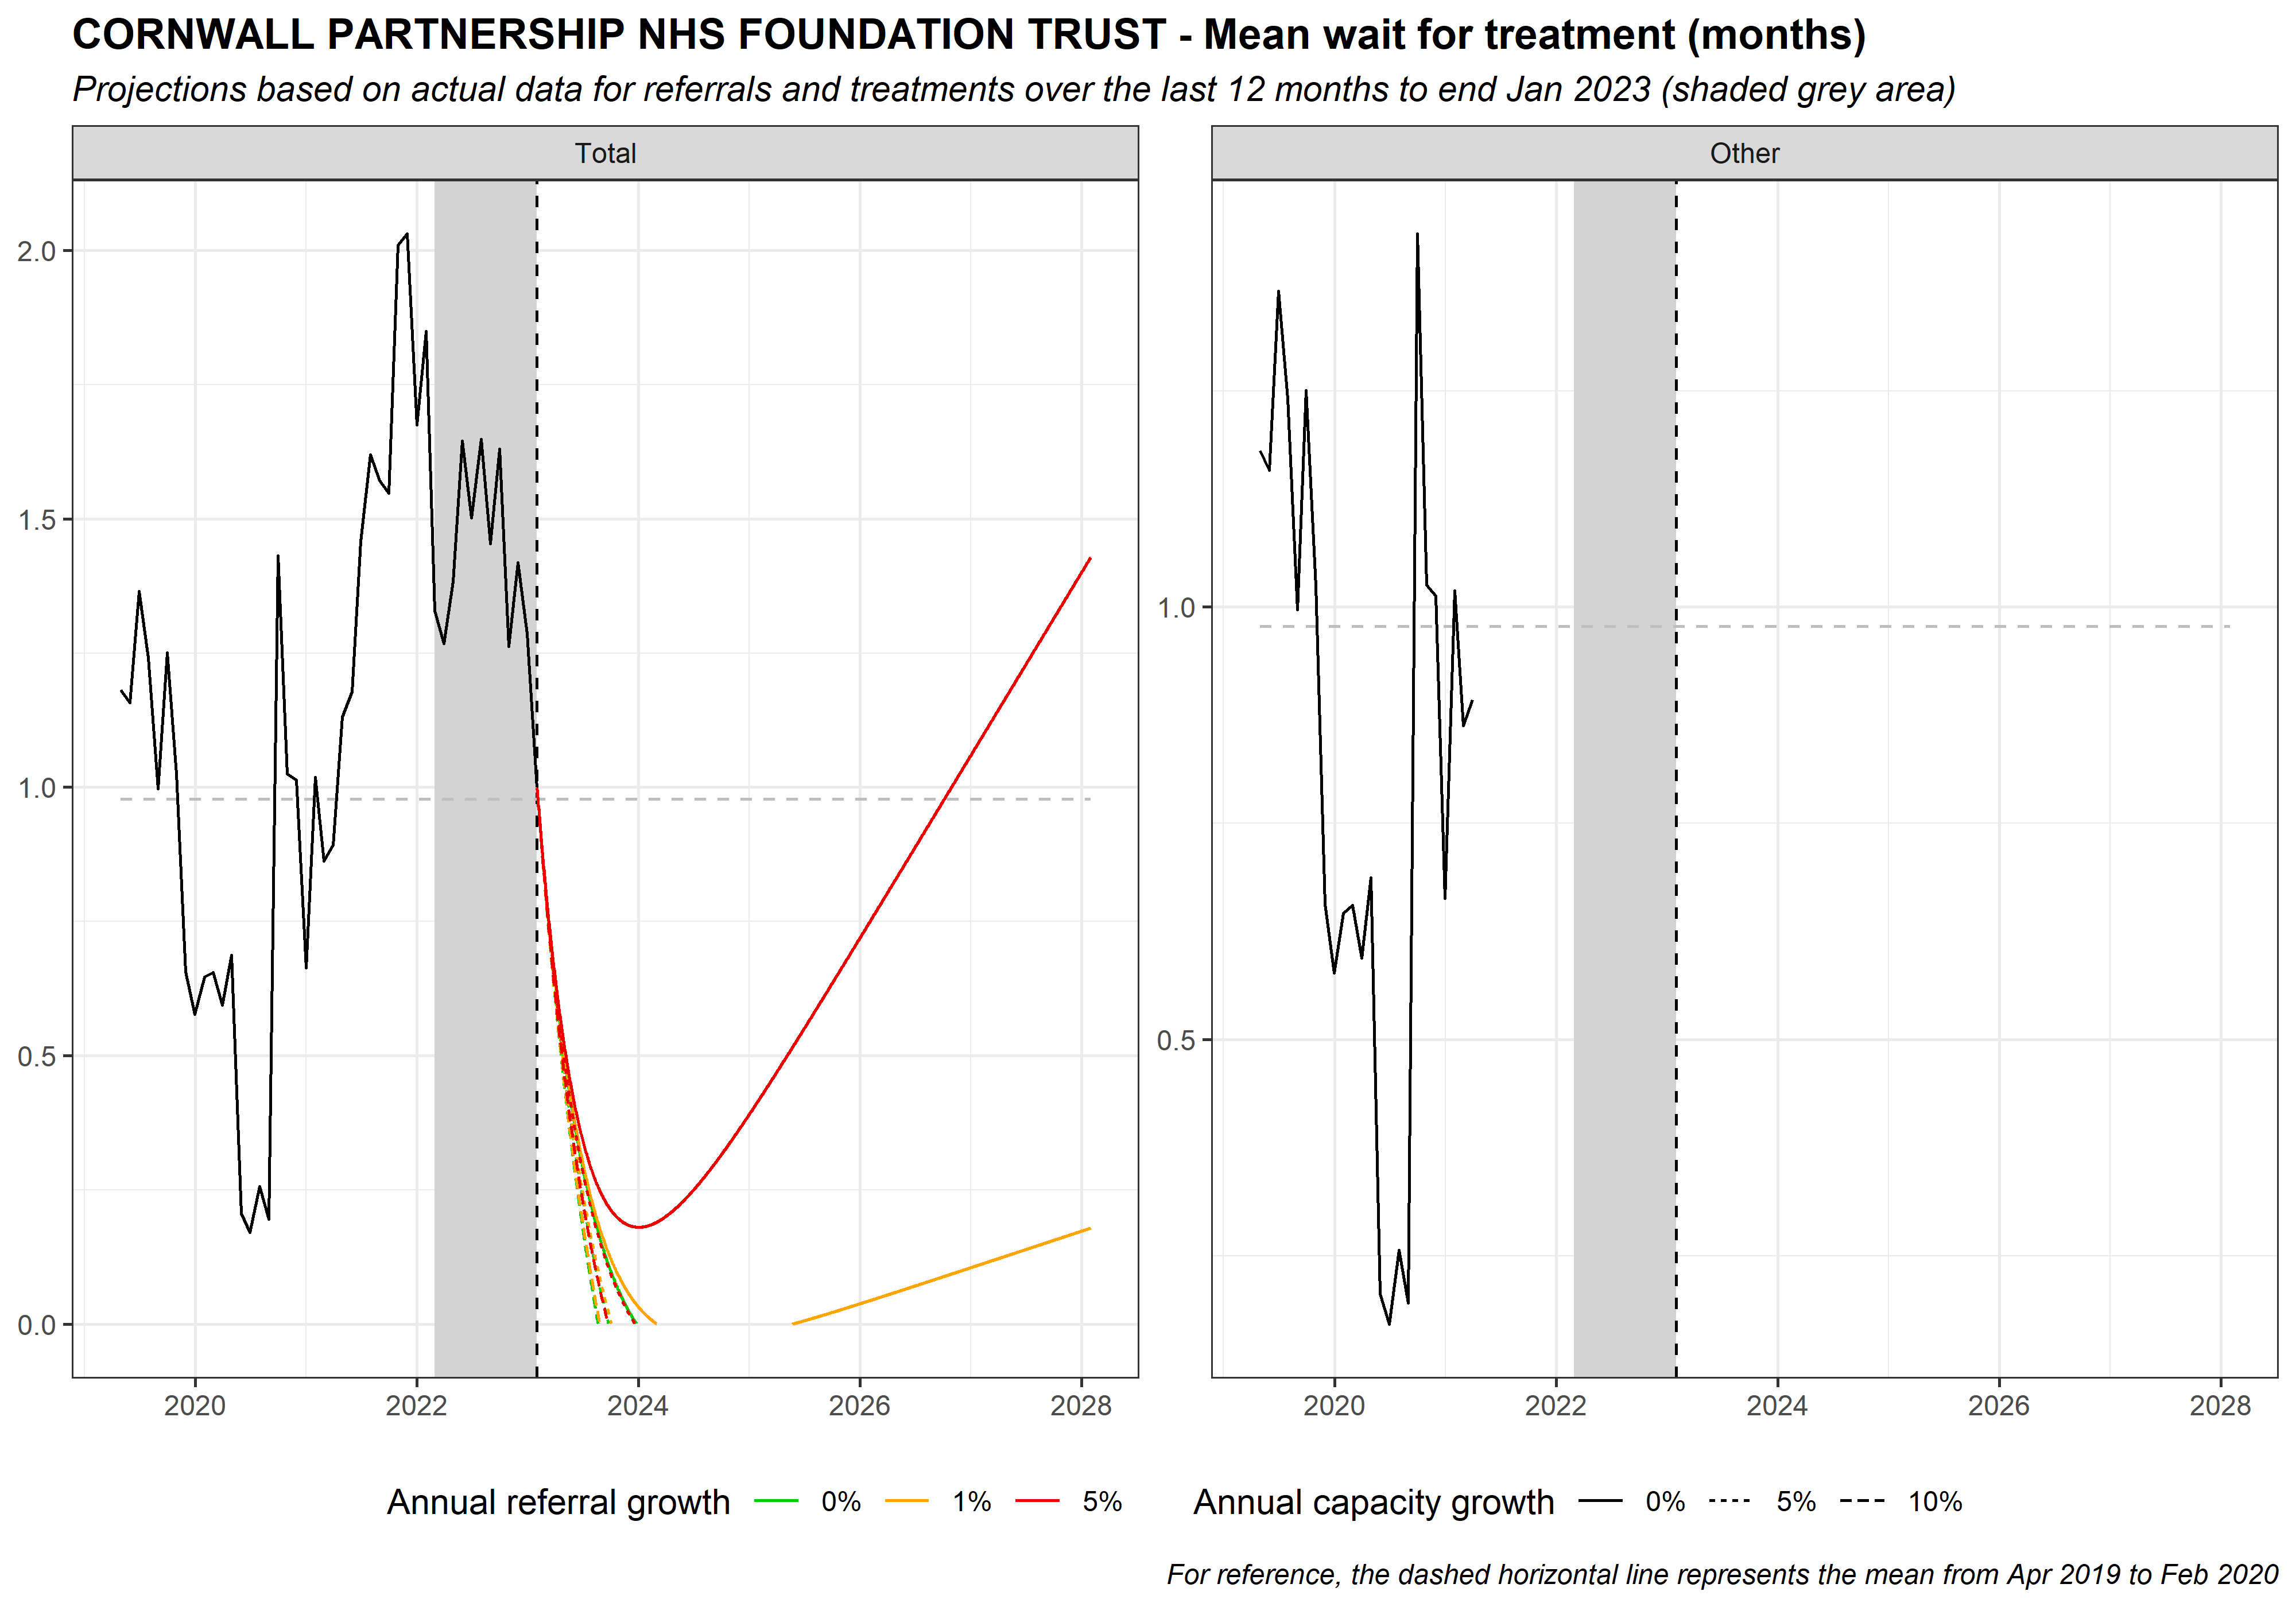 CORNWALL PARTNERSHIP NHS FOUNDATION TRUST - Mean wait for treatment (months)
Projections based on actual data for referrals and treatments over the last 12 months to end Jan 2023 (shaded grey area)
Total
Other
2.0
1.5
1.0
0.5
0.0
1.0
0.5
2020 2022 2024 2026 2028
2020 2022 2024 2026 2028
Annual referral growth 0% 1% 5%
Annual capacity growth 0% 5% 10%
For reference, the dashed horizontal line represents the mean from Apr 2019 to Feb 2020